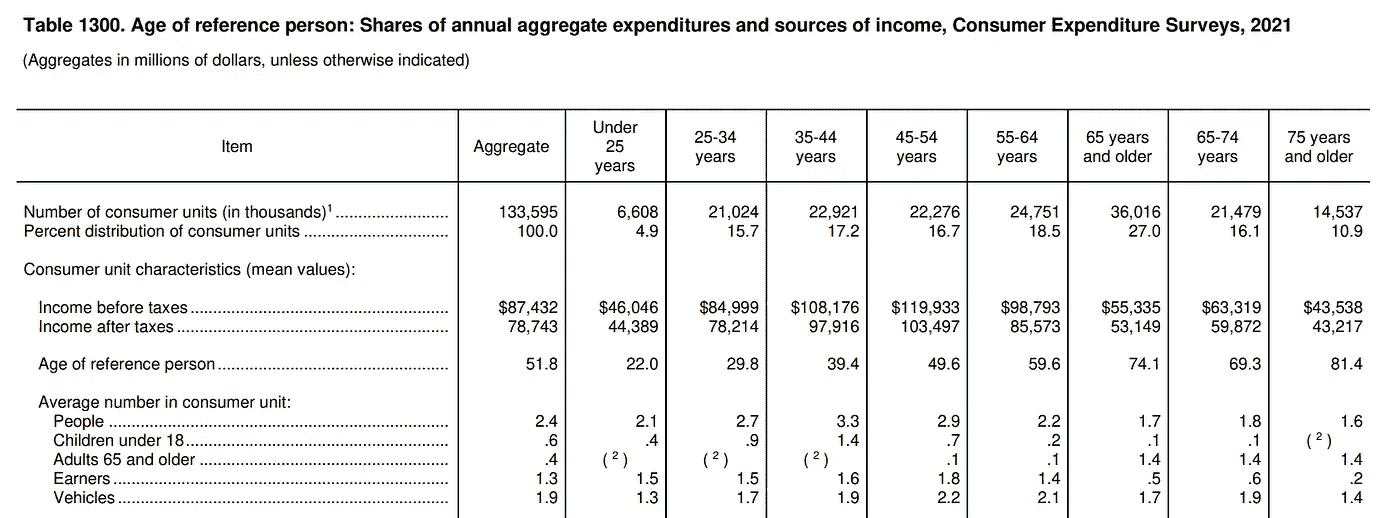 Table 1300. Age of reference person: Shares of annual aggregate expenditures and sources of income, Consumer Expenditure Surveys, 2021
(Aggregates in millions of dollars, unless otherwise indicated)
Item Aggregate Under 25 years 25-34 years 35-44 years 45-54 years 55-64 years 65 years and older 65-74 years 75 years and older
Number of consumer units (in thousands)¹ 133,595 6,608 21,024 22,921 22,276 24,751 36,016 21,479 14,537
Percent distribution of consumer units 100.0 4.9 15.7 17.2 16.7 18.5 27.0 16.1 10.9
Consumer unit characteristics (mean values):
Income before taxes $87,432 $46,046 $84,999 $108,176 $119,933 $98,793 $55,335 $63,319 $43,538
Income after taxes 78,743 44,389 78,214 97,916 103,497 85,573 53,149 59,872 43,217
Age of reference person 51.8 22.0 29.8 39.4 49.6 59.6 74.1 69.3 81.4
Average number in consumer unit:
People 2.4 2.1 2.7 3.3 2.9 2.2 1.7 1.8 1.6
Children under 18 .6 .4 .9 1.4 .7 .2 .1 .1 (²)
Adults 65 and older .4 (²) (²) (²) .1 .1 1.4 1.4 1.4
Earners 1.3 1.5 1.5 1.6 1.8 1.4 .5 .6 .2
Vehicles 1.9 1.3 1.7 1.9 2.2 2.1 1.7 1.9 1.4